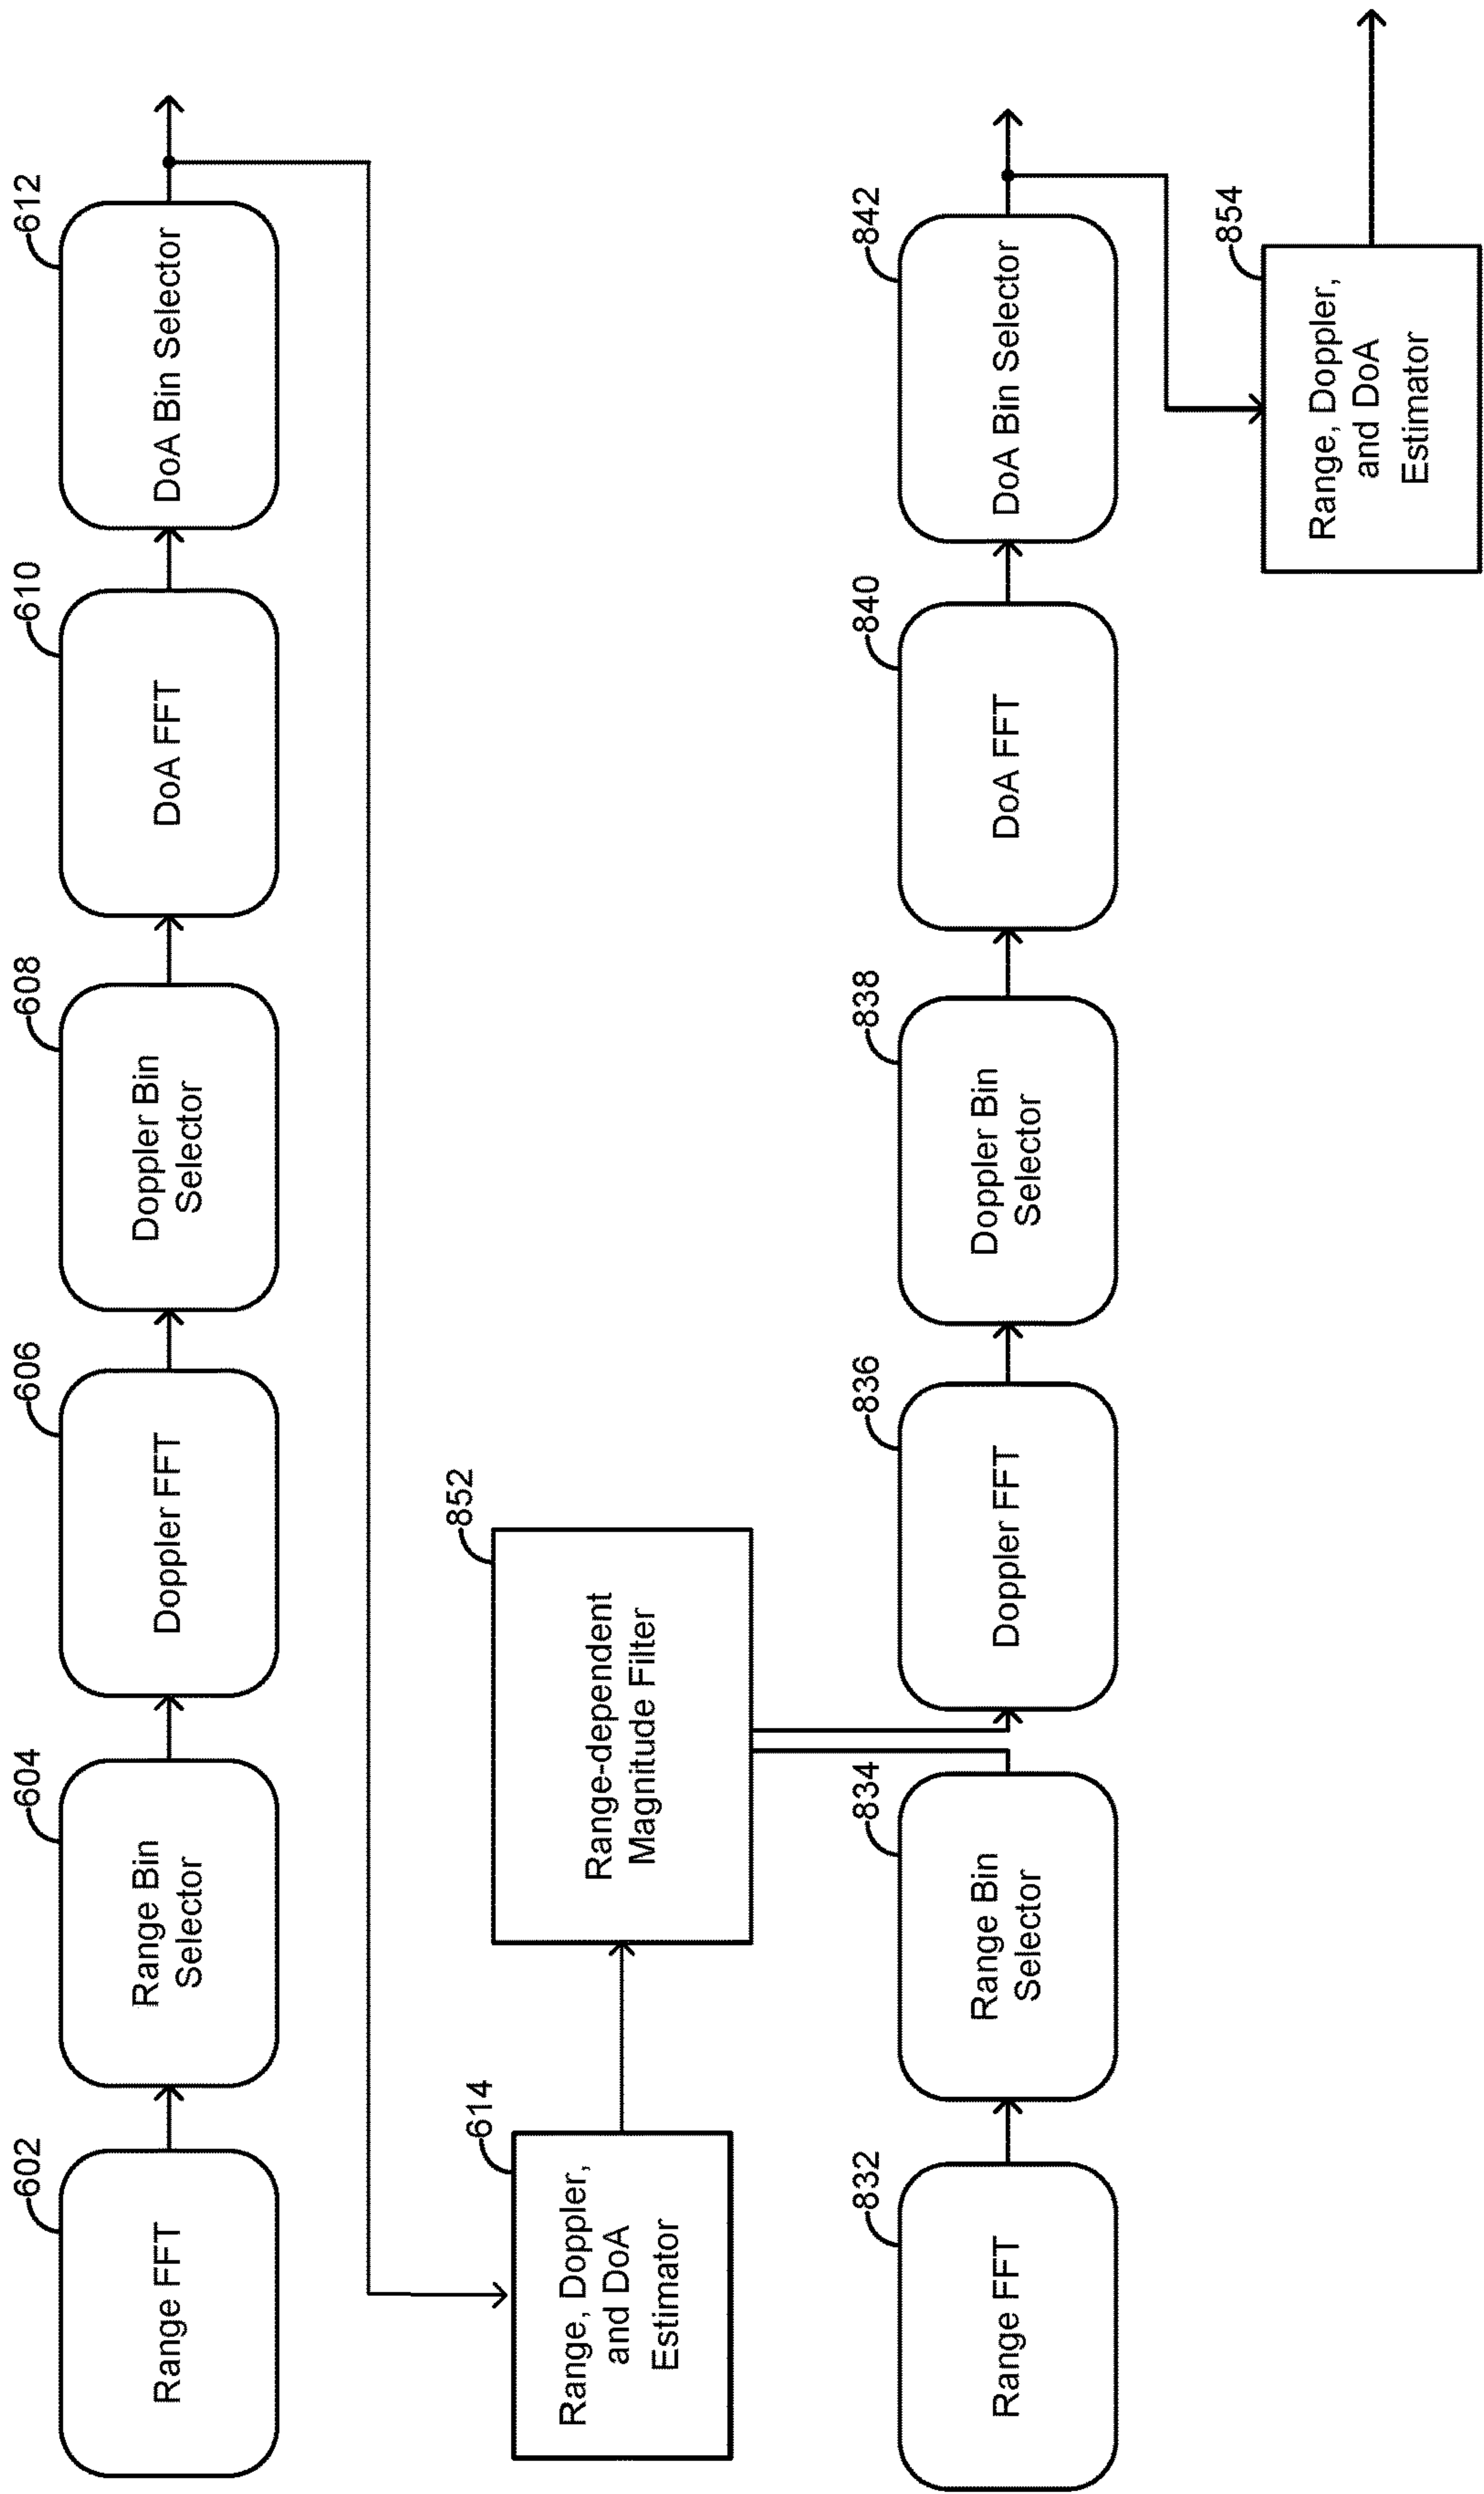 602
Range FFT
604
Range Bin
Selector
606
Doppler FFT
608
Doppler Bin
Selector
610
DoA FFT
612
DoA Bin Selector
614
Range, Doppler,
and DoA
Estimator
852
Range-dependent
Magnitude Filter
832
Range FFT
834
Range Bin
Selector
836
Doppler FFT
838
Doppler Bin
Selector
840
DoA FFT
842
DoA Bin Selector
854
Range, Doppler,
and DoA
Estimator